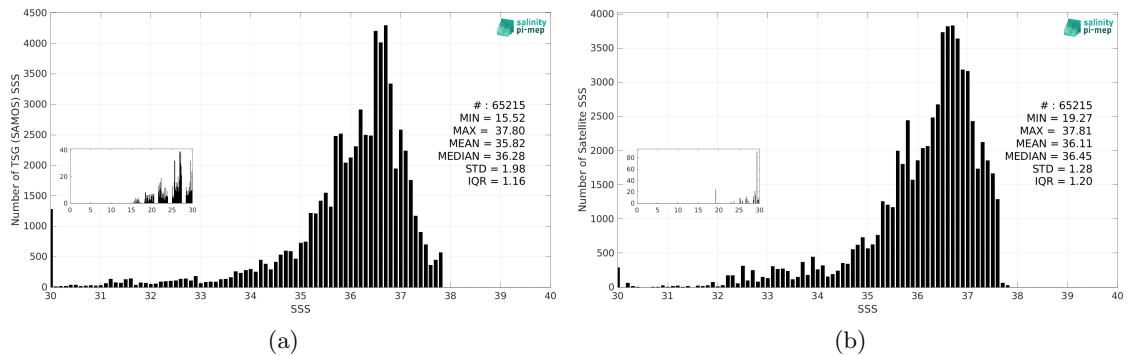 4500
4000
3500
3000
2500
2000
1500
1000
500
0
Number of TSG (SAMOS) SSS
salinity
pi-mep
# : 65215
MIN = 15.52
MAX = 37.80
MEAN = 35.82
MEDIAN = 36.28
STD = 1.98
IQR = 1.16
40
20
0
0 5 10 15 20 25 30
30 31 32 33 34 35 36 37 38 39 40
SSS
(a)
4000
3500
3000
2500
2000
1500
1000
500
0
Number of Satellite SSS
salinity
pi-mep
# : 65215
MIN = 19.27
MAX = 37.81
MEAN = 36.11
MEDIAN = 36.45
STD = 1.28
IQR = 1.20
80
60
40
20
0
0 5 10 15 20 25 30
30 31 32 33 34 35 36 37 38 39 40
SSS
(b)